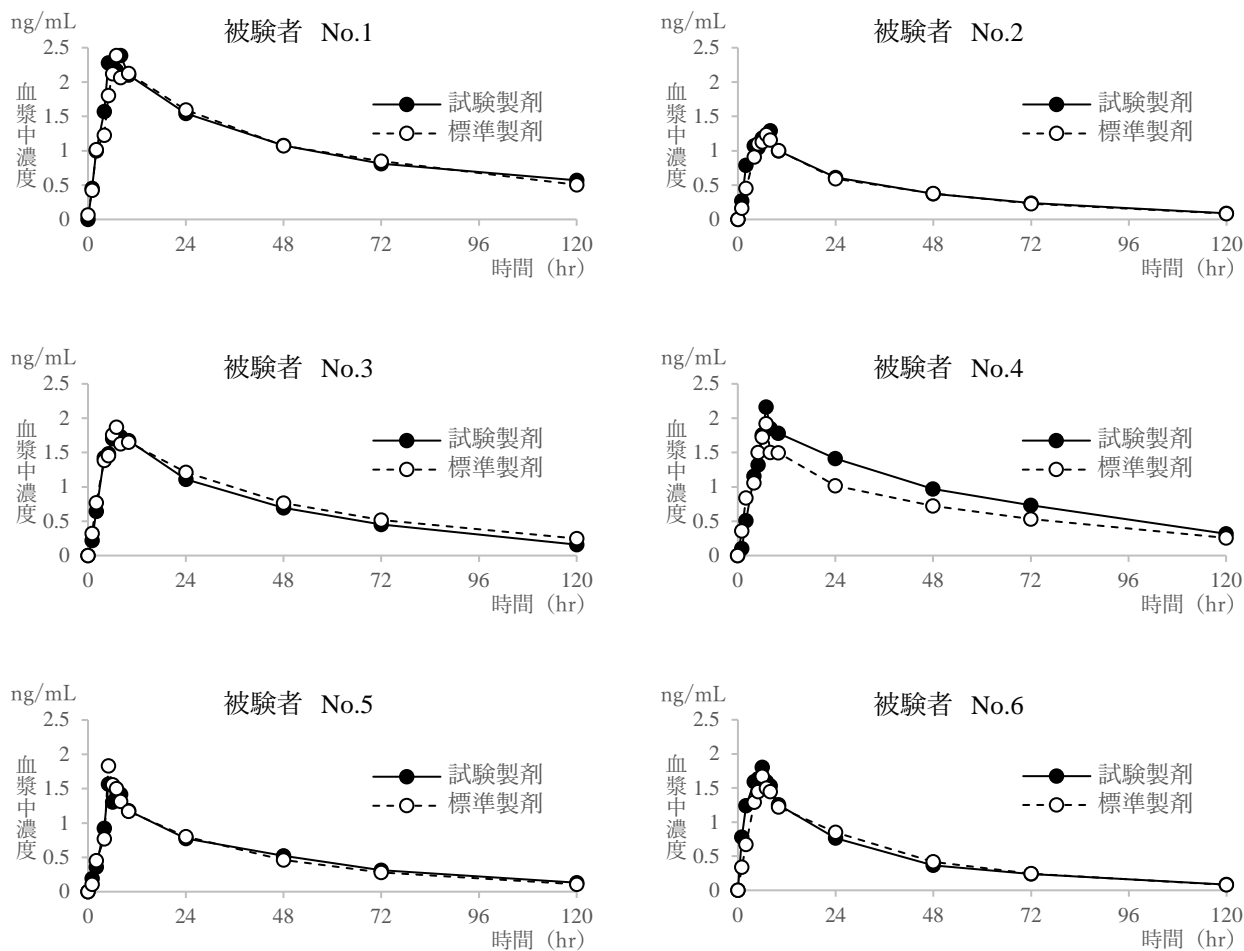 ng/mL
被験者 No.1
2.5
2
1.5
1
0.5
0
血漿中濃度
試験製剤
標準製剤
0 24 48 72 96 120
時間（hr）
ng/mL
被験者 No.2
2.5
2
1.5
1
0.5
0
血漿中濃度
試験製剤
標準製剤
0 24 48 72 96 120
時間（hr）
ng/mL
被験者 No.3
2.5
2
1.5
1
0.5
0
血漿中濃度
試験製剤
標準製剤
0 24 48 72 96 120
時間（hr）
ng/mL
被験者 No.4
2.5
2
1.5
1
0.5
0
血漿中濃度
試験製剤
標準製剤
0 24 48 72 96 120
時間（hr）
ng/mL
被験者 No.5
2.5
2
1.5
1
0.5
0
血漿中濃度
試験製剤
標準製剤
0 24 48 72 96 120
時間（hr）
ng/mL
被験者 No.6
2.5
2
1.5
1
0.5
0
血漿中濃度
試験製剤
標準製剤
0 24 48 72 96 120
時間（hr）